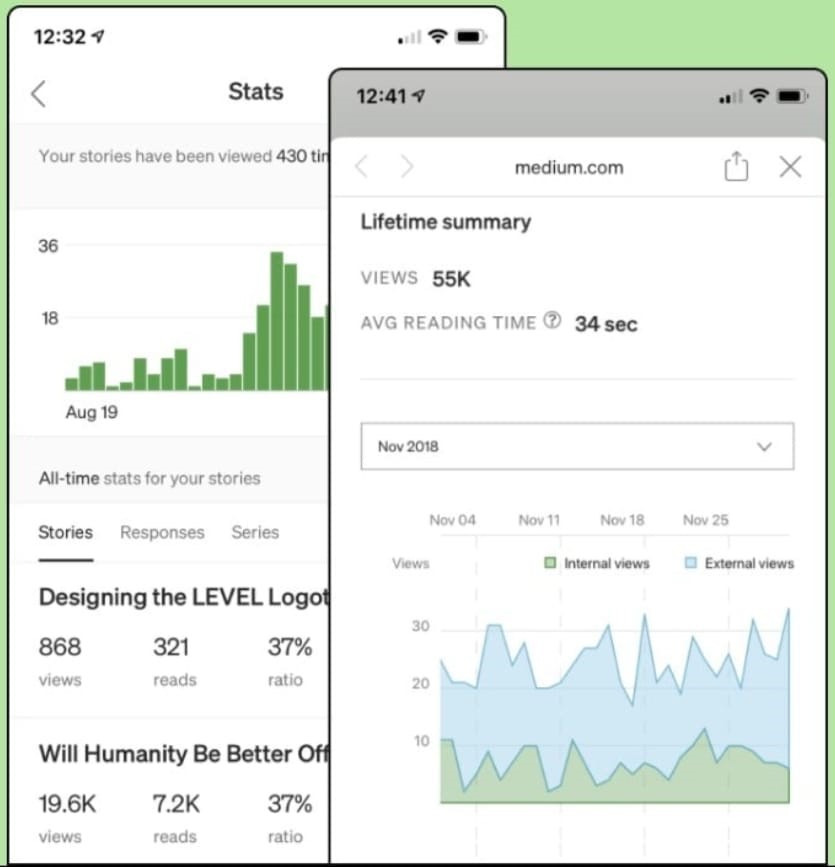 12:32
Stats
Your stories have been viewed 430
36
18
Aug 19
All-time stats for your stories
Stories Responses Series
Designing the LEVEL
868 321 37%
views reads ratio
Will Humanity Be Better Off
19.6K 7.2K 37%
views reads ratio
12:41
medium.com
Lifetime summary
VIEWS 55K
AVG READING TIME ? 34 sec
Nov 2018
Nov 04 Nov 11 Nov 18 Nov 25
Views Internal views External views
30
20
10